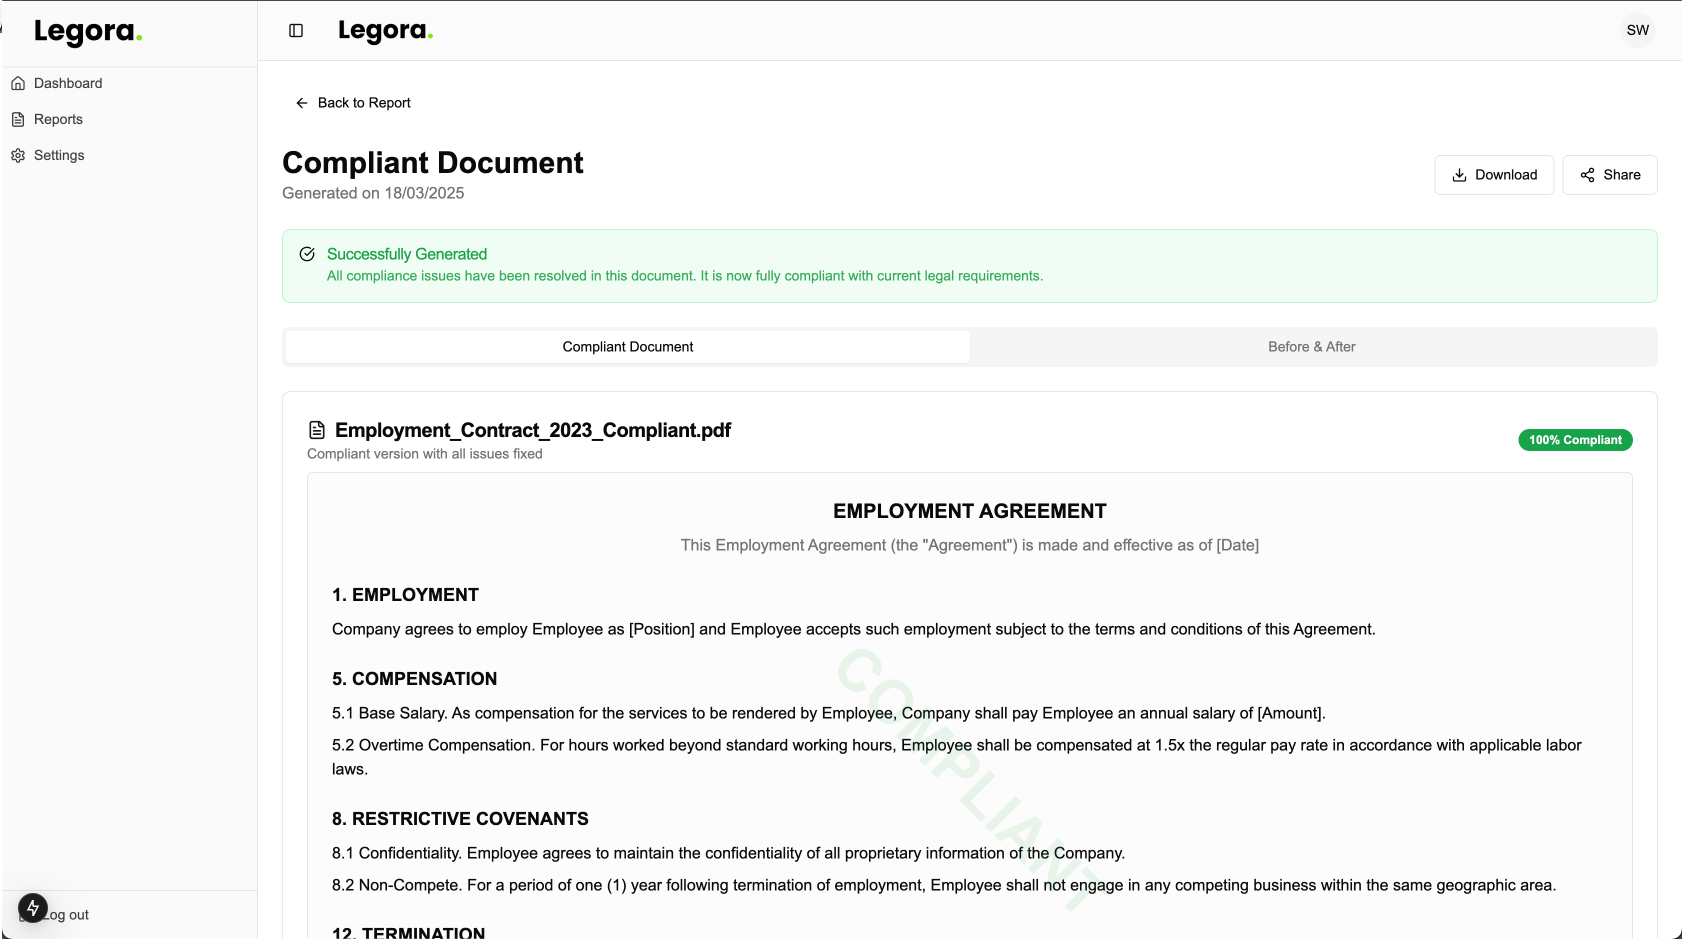 Legora.
Legora.
SW
Dashboard
Reports
Settings
Back to Report
Compliant Document
Generated on 18/03/2025
Download
Share
Successfully Generated
All compliance issues have been resolved in this document. It is now fully compliant with current legal requirements.
Compliant Document
Before & After
Employment_Contract_2023_Compliant.pdf
Compliant version with all issues fixed
100% Compliant
EMPLOYMENT AGREEMENT
This Employment Agreement (the "Agreement") is made and effective as of [Date]
1. EMPLOYMENT
Company agrees to employ Employee as [Position] and Employee accepts such employment subject to the terms and conditions of this Agreement.
5. COMPENSATION
5.1 Base Salary. As compensation for the services to be rendered by Employee, Company shall pay Employee an annual salary of [Amount].
5.2 Overtime Compensation. For hours worked beyond standard working hours, Employee shall be compensated at 1.5x the regular pay rate in accordance with applicable labor
laws.
8. RESTRICTIVE COVENANTS
8.1 Confidentiality. Employee agrees to maintain the confidentiality of all proprietary information of the Company.
8.2 Non-Compete. For a period of one (1) year following termination of employment, Employee shall not engage in any competing business within the same geographic area.
12. TERMINATION
COMPLIANT
Log out